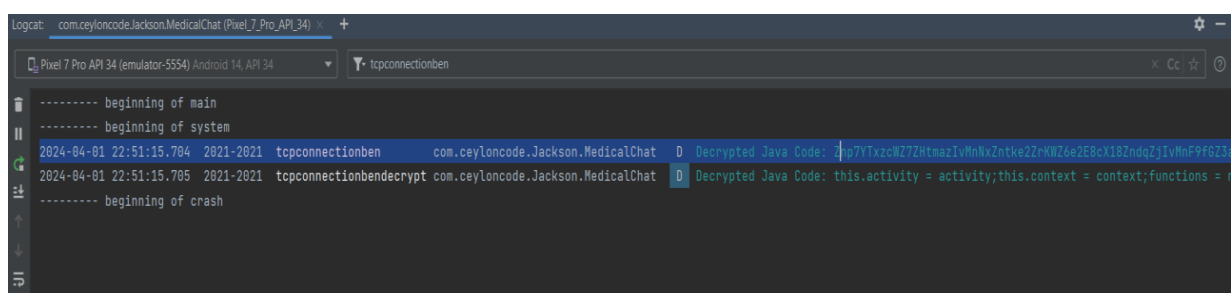 Logcat: com.ceyloncode.Jackson.MedicalChat (Pixel_7_Pro_API_34) × +
Pixel 7 Pro API 34 (emulator-5554) Android 14, API 34 tcpconnectionben × Cc
--------- beginning of main
--------- beginning of system
2024-04-01 22:51:15.704 2021-2021 tcpconnectionben com.ceyloncode.Jackson.MedicalChat D Decrypted Java Code:
2024-04-01 22:51:15.705 2021-2021 tcpconnectionbendecrypt com.ceyloncode.Jackson.MedicalChat D Decrypted Java Code: this.activity = activity;this.context = context;functions =
--------- beginning of crash